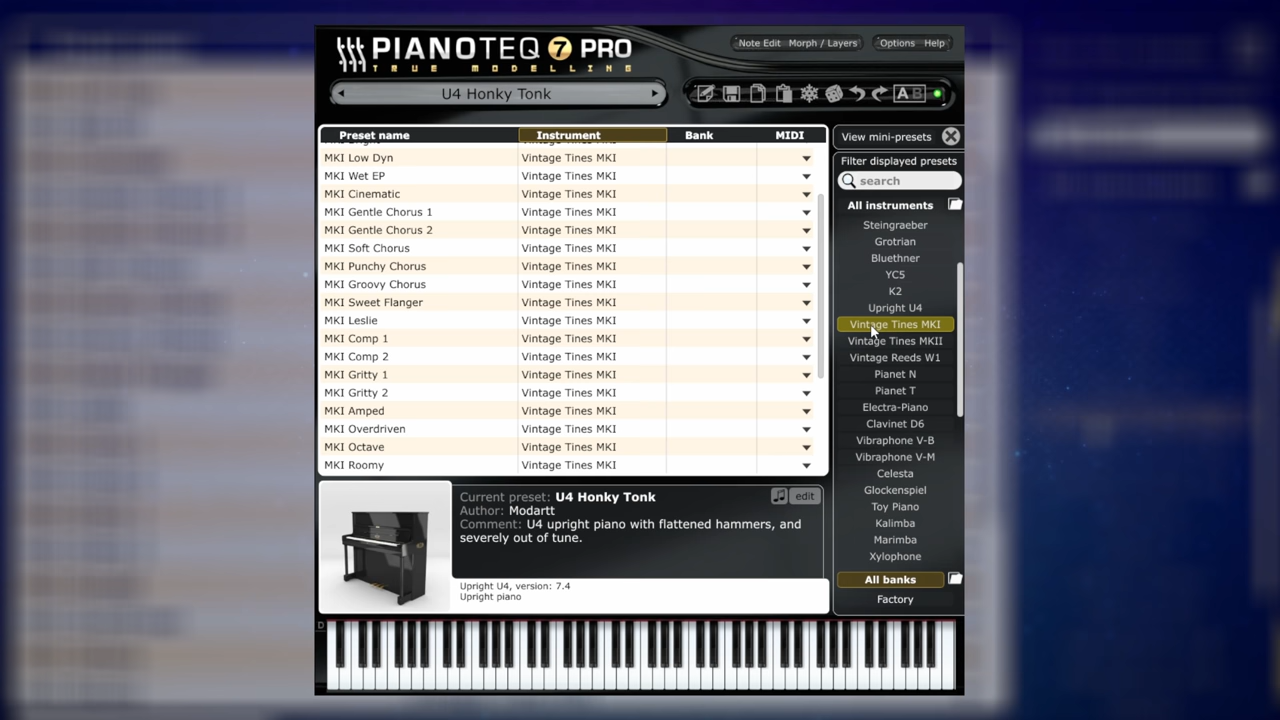 PIANOTEQ 7 PRO
TRUE MODELLING
Note Edit Morph / Layers Options Help
U4 Honky Tonk
A B
Preset name Instrument Bank MIDI
View mini-presets
MKI Low Dyn Vintage Tines MKI
MKI Wet EP Vintage Tines MKI
MKI Cinematic Vintage Tines MKI
MKI Gentle Chorus 1 Vintage Tines MKI
MKI Gentle Chorus 2 Vintage Tines MKI
MKI Soft Chorus Vintage Tines MKI
MKI Punchy Chorus Vintage Tines MKI
MKI Groovy Chorus Vintage Tines MKI
MKI Sweet Flanger Vintage Tines MKI
MKI Leslie Vintage Tines MKI
MKI Comp 1 Vintage Tines MKI
MKI Comp 2 Vintage Tines MKI
MKI Gritty 1 Vintage Tines MKI
MKI Gritty 2 Vintage Tines MKI
MKI Amped Vintage Tines MKI
MKI Overdriven Vintage Tines MKI
MKI Octave Vintage Tines MKI
MKI Roomy Vintage Tines MKI
Filter displayed presets
search
All instruments
Steingraeber
Grotrian
Bluethner
YC5
K2
Upright U4
Vintage Tines MKI
Vintage Tines MKII
Vintage Reeds W1
Pianet N
Pianet T
Electra-Piano
Clavinet D6
Vibraphone V-B
Vibraphone V-M
Celesta
Glockenspiel
Toy Piano
Kalimba
Marimba
Xylophone
All banks
Factory
Current preset: U4 Honky Tonk
edit
Author: Modartt
Comment: U4 upright piano with flattened hammers, and
severely out of tune.
Upright U4, version: 7.4
Upright piano
D